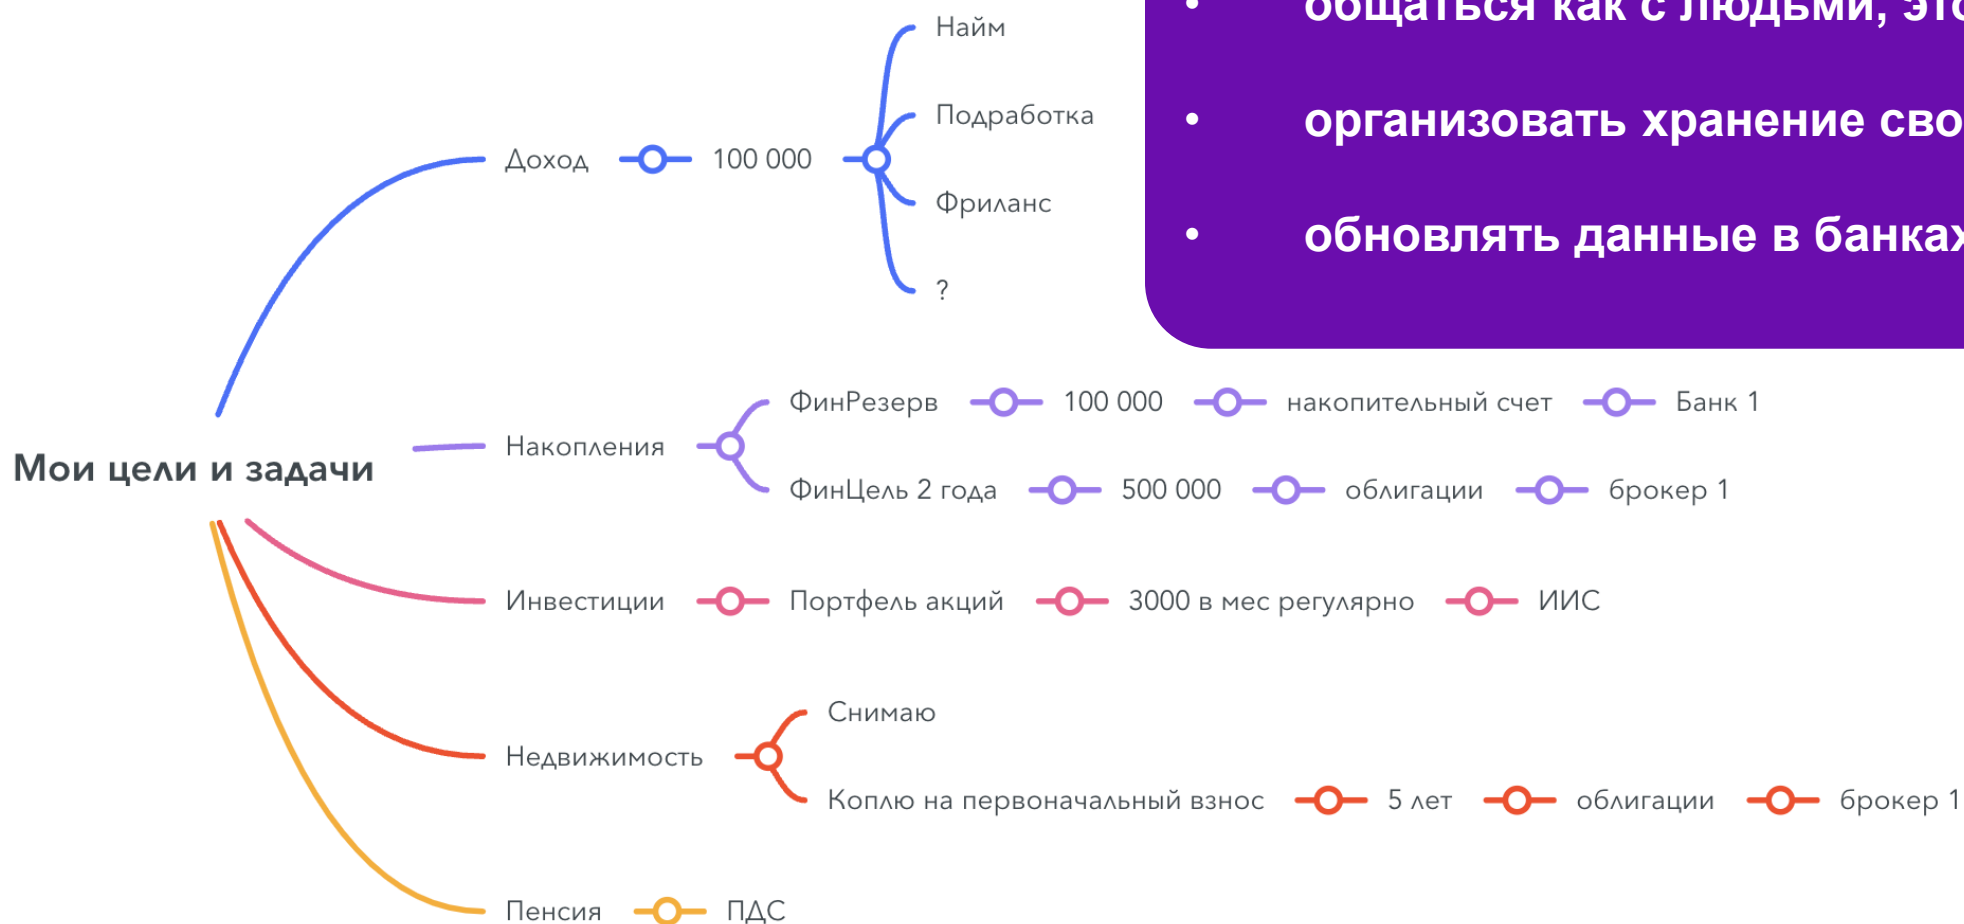 общаться как с людьми, это
организовать хранение сво
обновлять данные в банках
Мои цели и задачи
Доход
100 000
Найм
Подработка
Фриланс
?
Накопления
ФинРезерв
100 000
накопительный счет
Банк 1
ФинЦель 2 года
500 000
облигации
брокер 1
Инвестиции
Портфель акций
3000 в мес регулярно
ИИС
Недвижимость
Снимаю
Коплю на первоначальный взнос
5 лет
облигации
брокер 1
Пенсия
ПДС